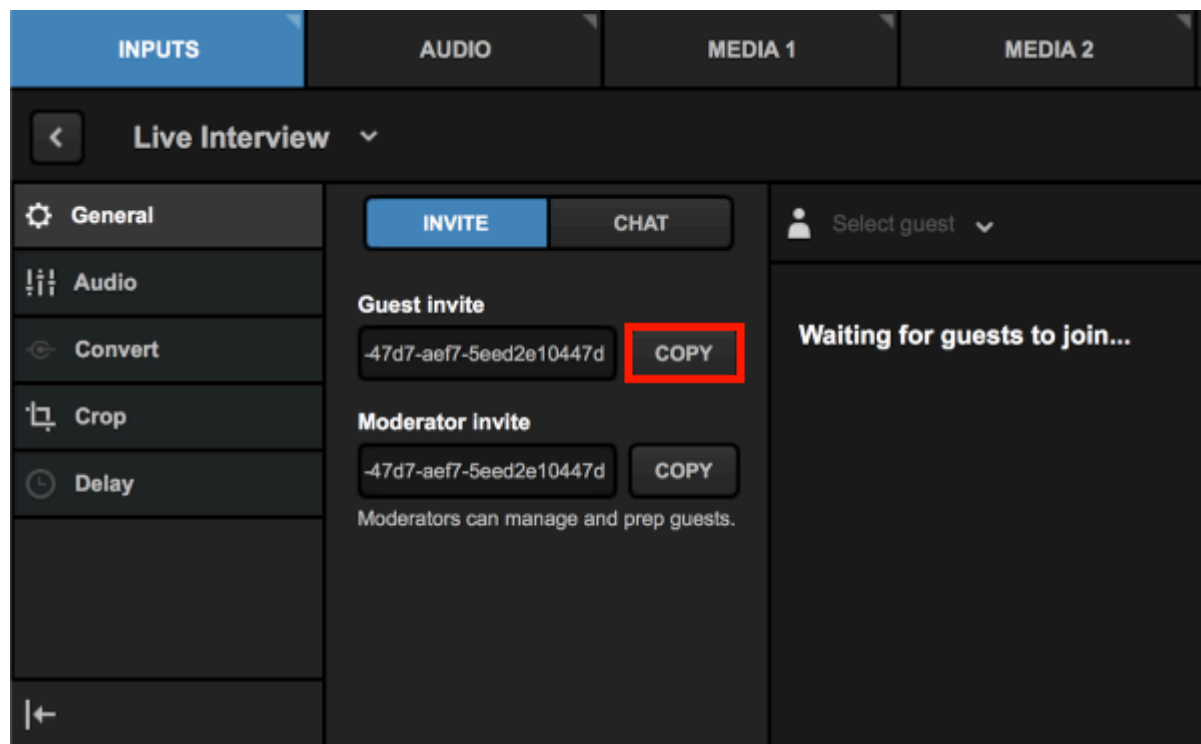 INPUTS
AUDIO
MEDIA 1
MEDIA 2
Live Interview
General
Audio
Convert
Crop
Delay
INVITE
CHAT
Guest invite
-47d7-aef7-5eed2e10447d
COPY
Moderator invite
-47d7-aef7-5eed2e10447d
COPY
Moderators can manage and prep guests.
Select guest
Waiting for guests to join...